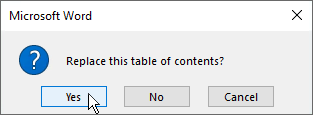 Microsoft Word
Replace this table of contents?
Yes
No
Cancel